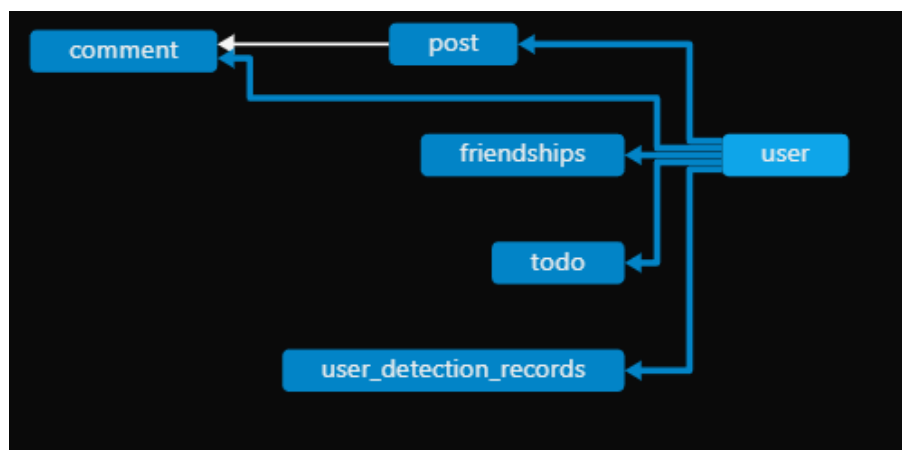 comment
post
friendships
user
todo
user_detection_records